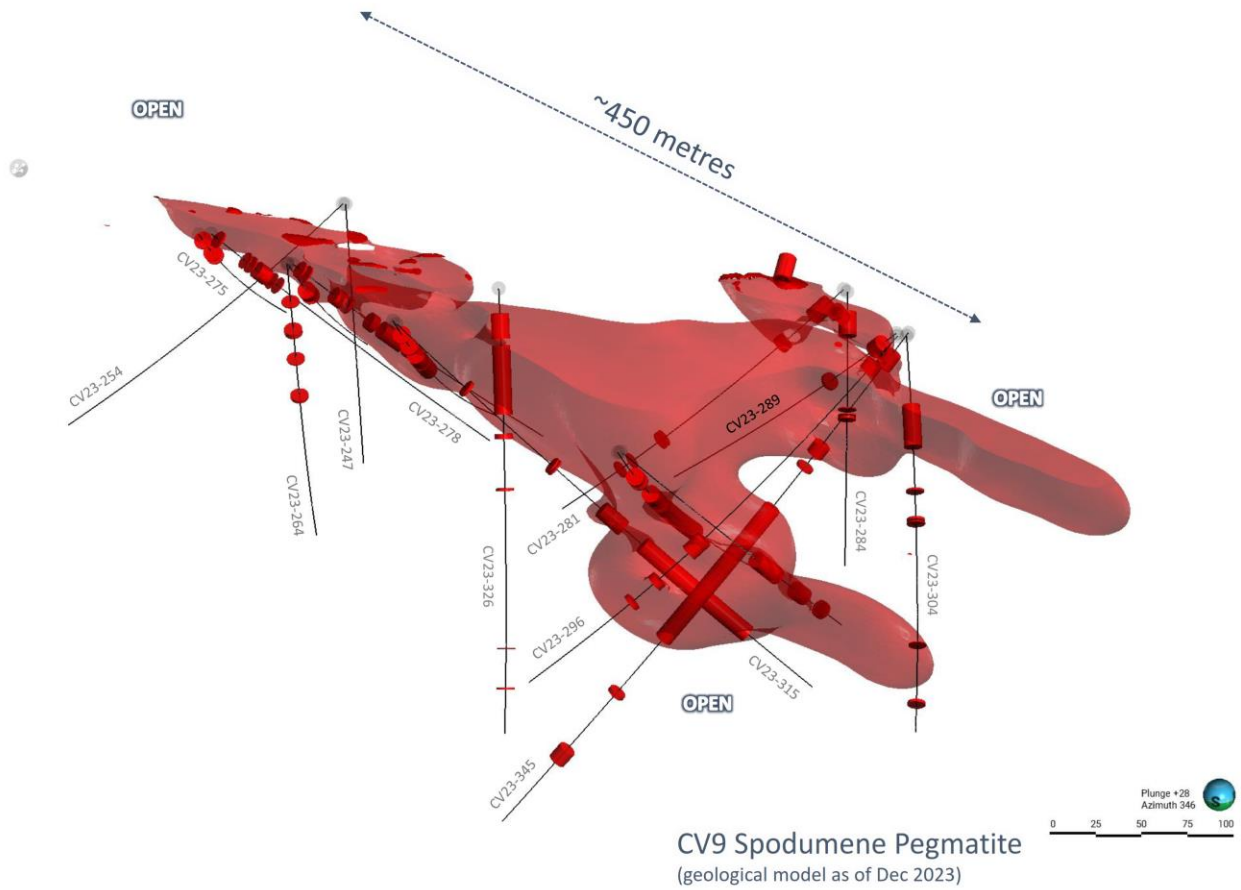 OPEN
~450 metres
CV23-275
CV23-254
CV23-264
CV23-247
CV23-278
CV23-326
CV23-281
CV23-296
CV23-345
CV23-289
CV23-315
CV23-284
CV23-304
OPEN
OPEN
Plunge +28
Azimuth 346
S
0 25 50 75 100
CV9 Spodumene Pegmatite
(geological model as of Dec 2023)